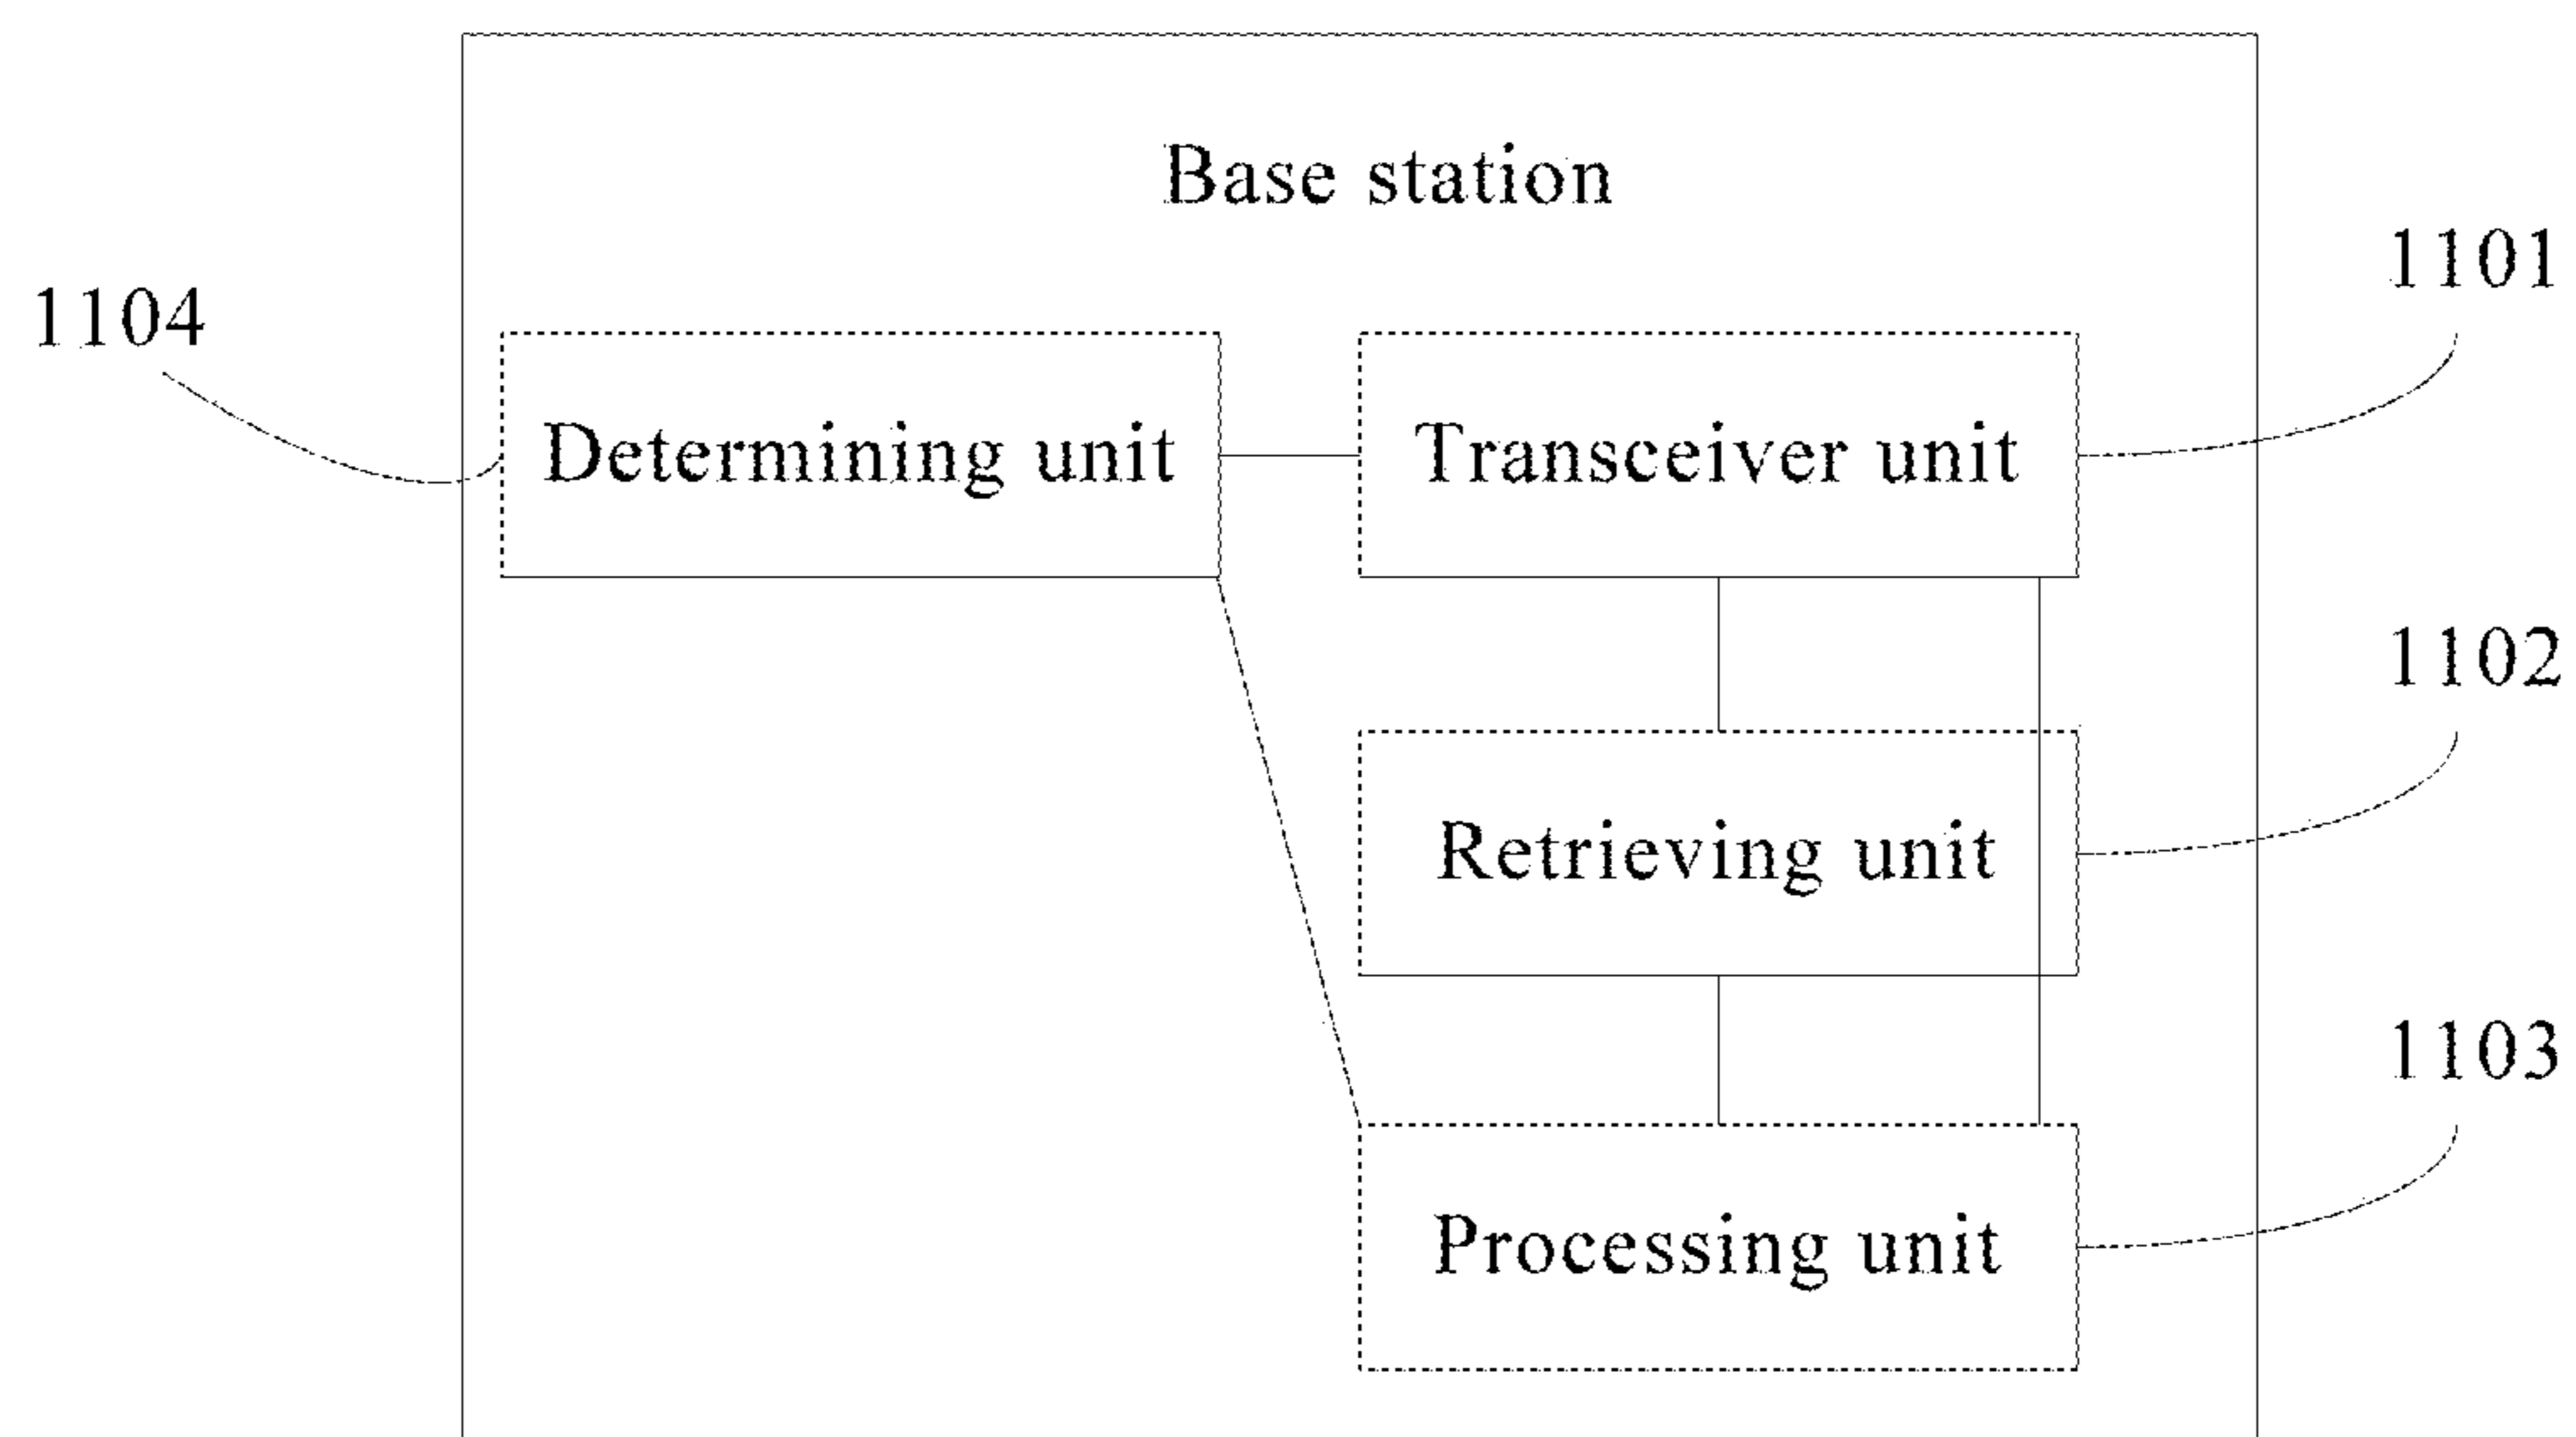 Base station
1101
1104
Determining unit
Transceiver unit
1102
Retrieving unit
1103
Processing unit